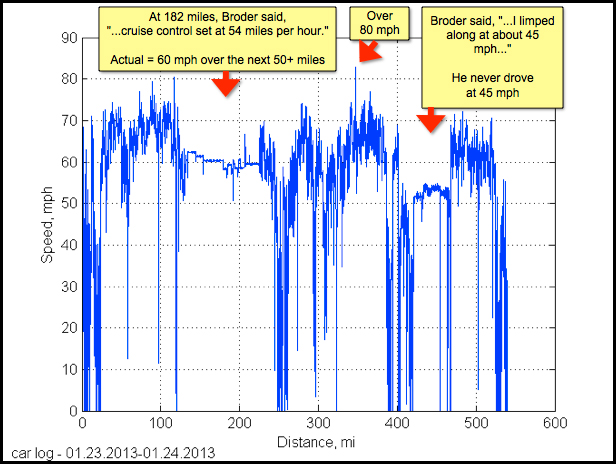 At 182 miles, Broder said,
"...cruise control set at 54 miles per hour."
Actual = 60 mph over the next 50+ miles
Over
80 mph
Broder said, "...I limped
along at about 45
mph..."
He never drove
at 45 mph
90
80
70
60
50
40
30
20
10
0
Speed, mph
0 100 200 300 400 500 600
Distance, mi
car log - 01.23.2013-01.24.2013